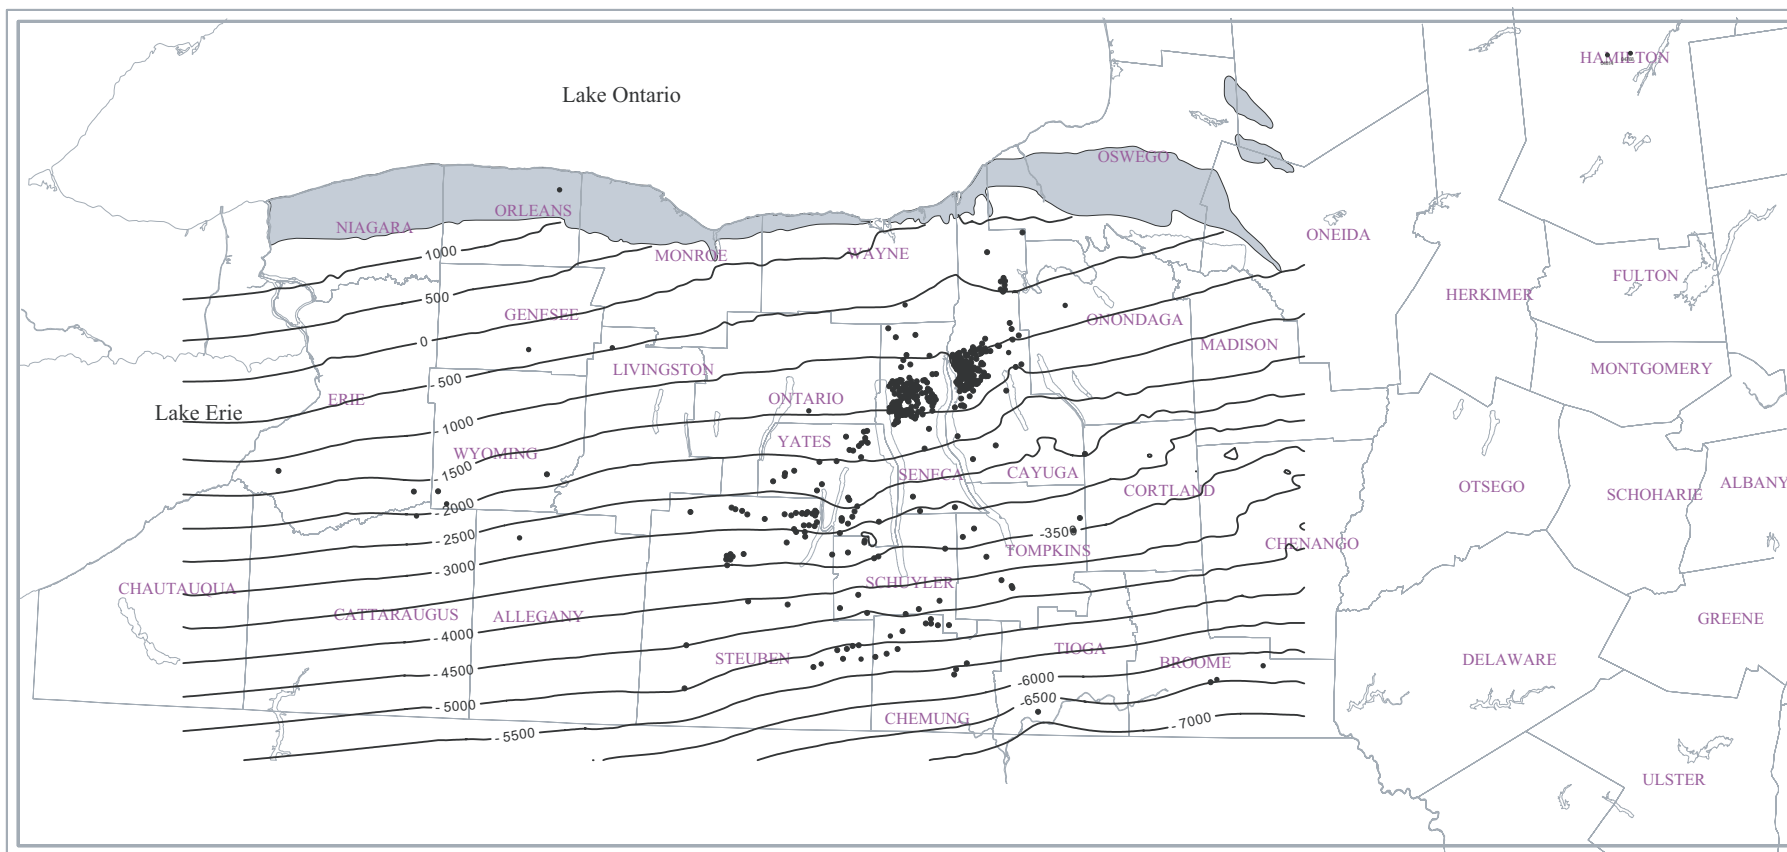 HAMILTON
Lake Ontario
OSWEGO
ORLEANS
NIAGARA
ONEIDA
MONROE
WAYNE
1000
FULTON
HERKIMER
500
GENESEE
ONONDAGA
0
MADISON
LIVINGSTON
MONTGOMERY
- 500
ERIE
ONTARIO
Lake Erie
- 1000
YATES
WYOMING
- 1500
SENECA
CAYUGA
CORTLAND
OTSEGO
SCHOHARIE
ALBANY
- 2000
- 2500
-3500
TOMPKINS
CHENANGO
- 3000
CHAUTAUQUA
SCHUYLER
CATTARAUGUS
ALLEGANY
GREENE
- 4000
STEUBEN
TIOGA
BROOME
DELAWARE
- 4500
-6000
-6500
- 5000
CHEMUNG
- 7000
- 5500
ULSTER